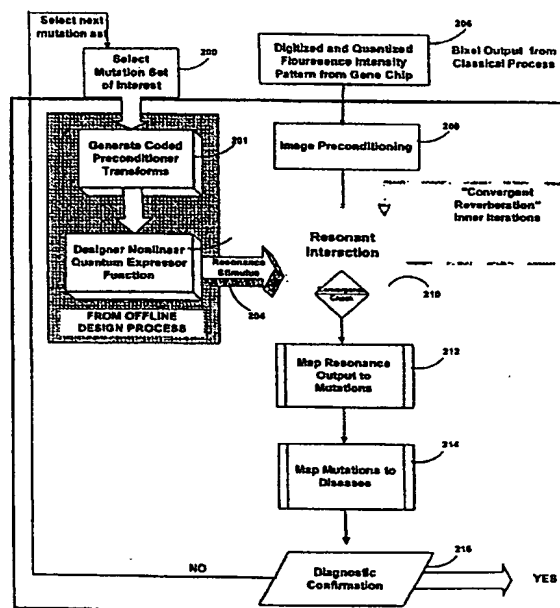 Select next
mutation set
200
Select
Mutation Set
of Interest
206
Digitized and Quantized
Flouresence Intensity
Pattern from Gene Chip
Bixel Output from
Classical Process
201
Generate Coded
Preconditioner
Transforms
208
Image Preconditioning
"Convergent
Reverberation"
Inner Iterations
Designer Nonlinear
Quantum Expressor
Function
Resonance
Stimulus
204
Resonant
Interaction
FROM OFFLINE
DESIGN PROCESS
210
Convergence
Check
212
Map Resonance
Output to
Mutations
214
Map Mutations to
Diseases
216
NO
Diagnostic
Confirmation
YES